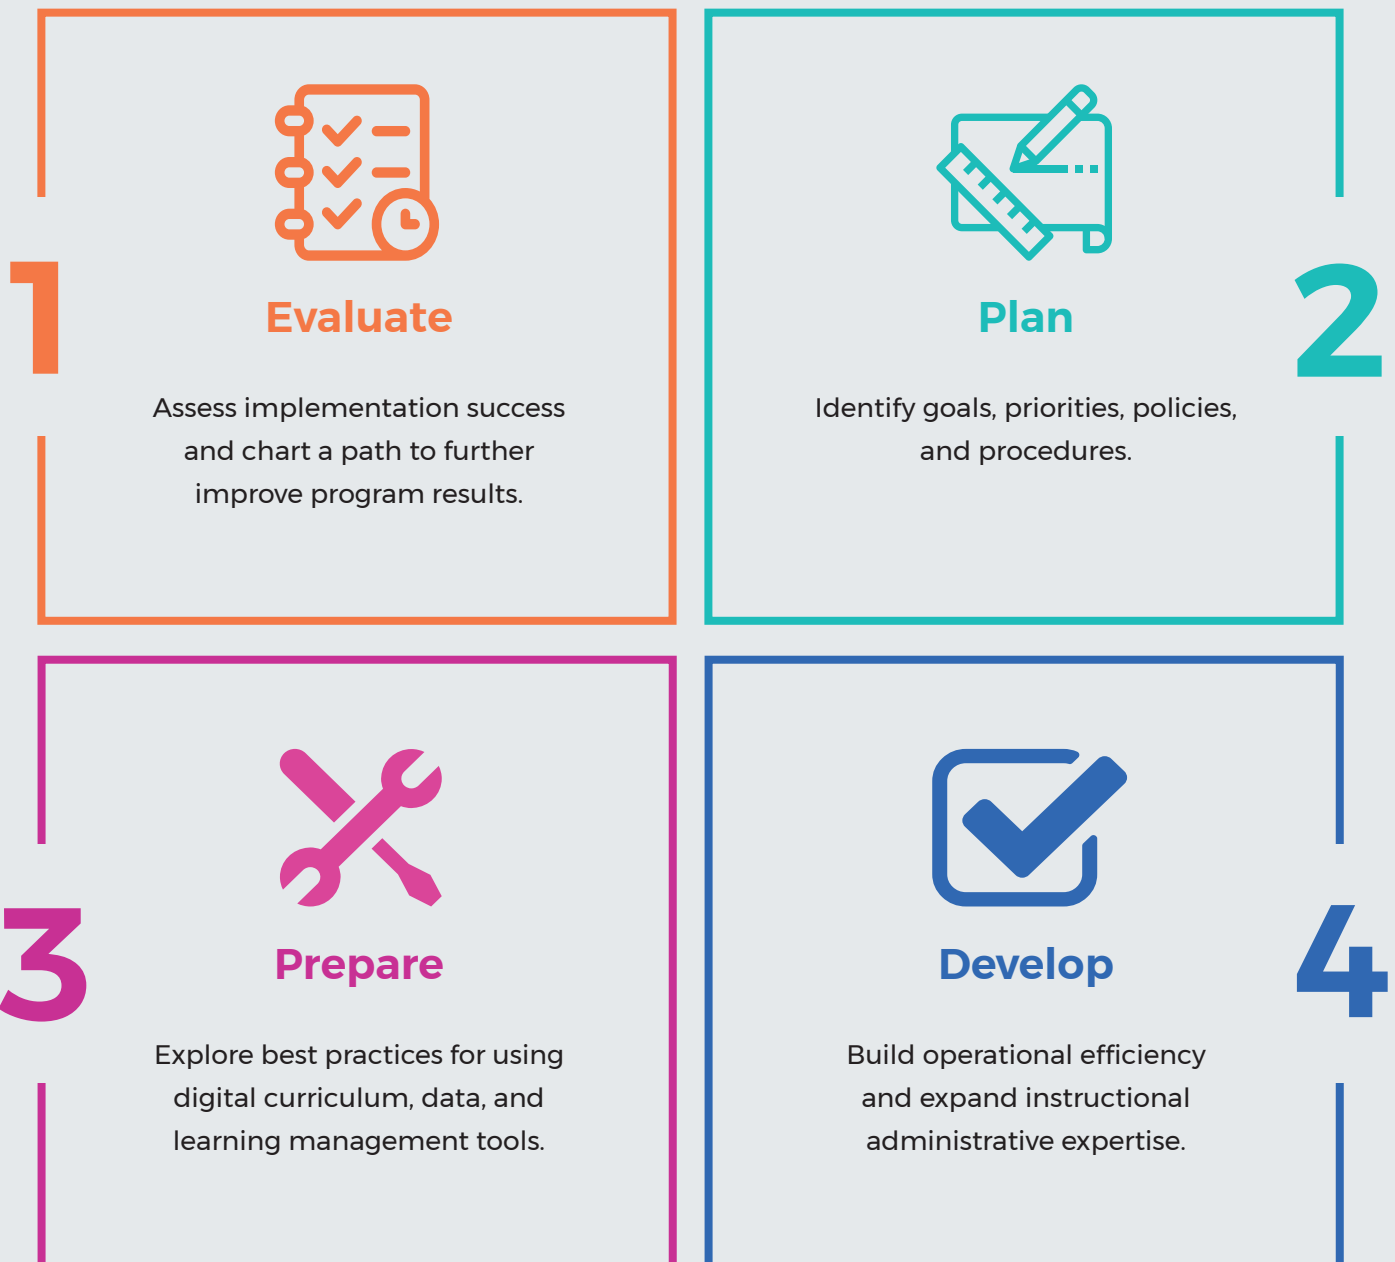 1
Evaluate
Assess implementation success
and chart a path to further
improve program results.
2
Plan
Identify goals, priorities, policies,
and procedures.
3
Prepare
Explore best practices for using
digital curriculum, data, and
learning management tools.
4
Develop
Build operational efficiency
and expand instructional
administrative expertise.